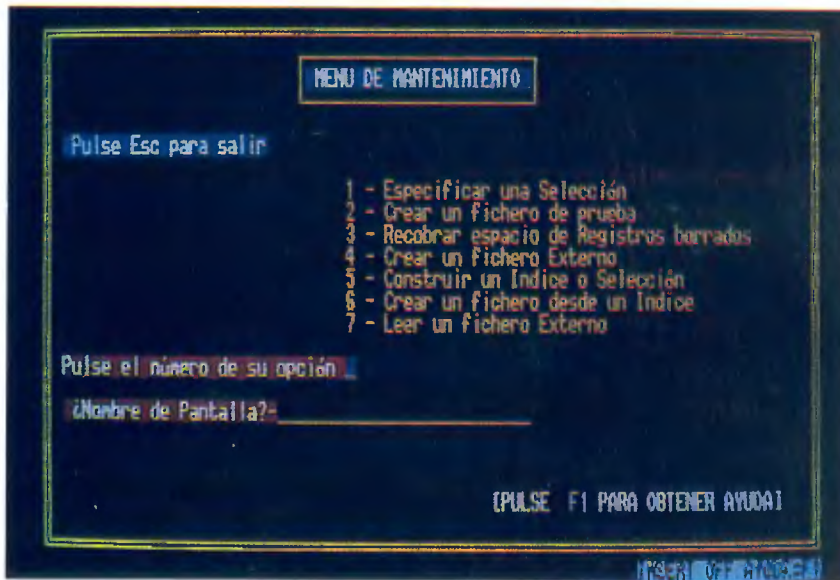 MENU DE MANTENIMIENTO
Pulse Esc para salir
1 - Especificar una Selección
2 - Crear un fichero de prueba
3 - Recobrar espacio de Registros borrados
4 - Crear un fichero Externo
5 - Construir un Indice o Selección
6 - Crear un fichero desde un Indice
7 - Leer un fichero Externo
Pulse el número de su opción
¿Nombre de Pantalla?-
[PULSE F1 PARA OBTENER AYUDA]